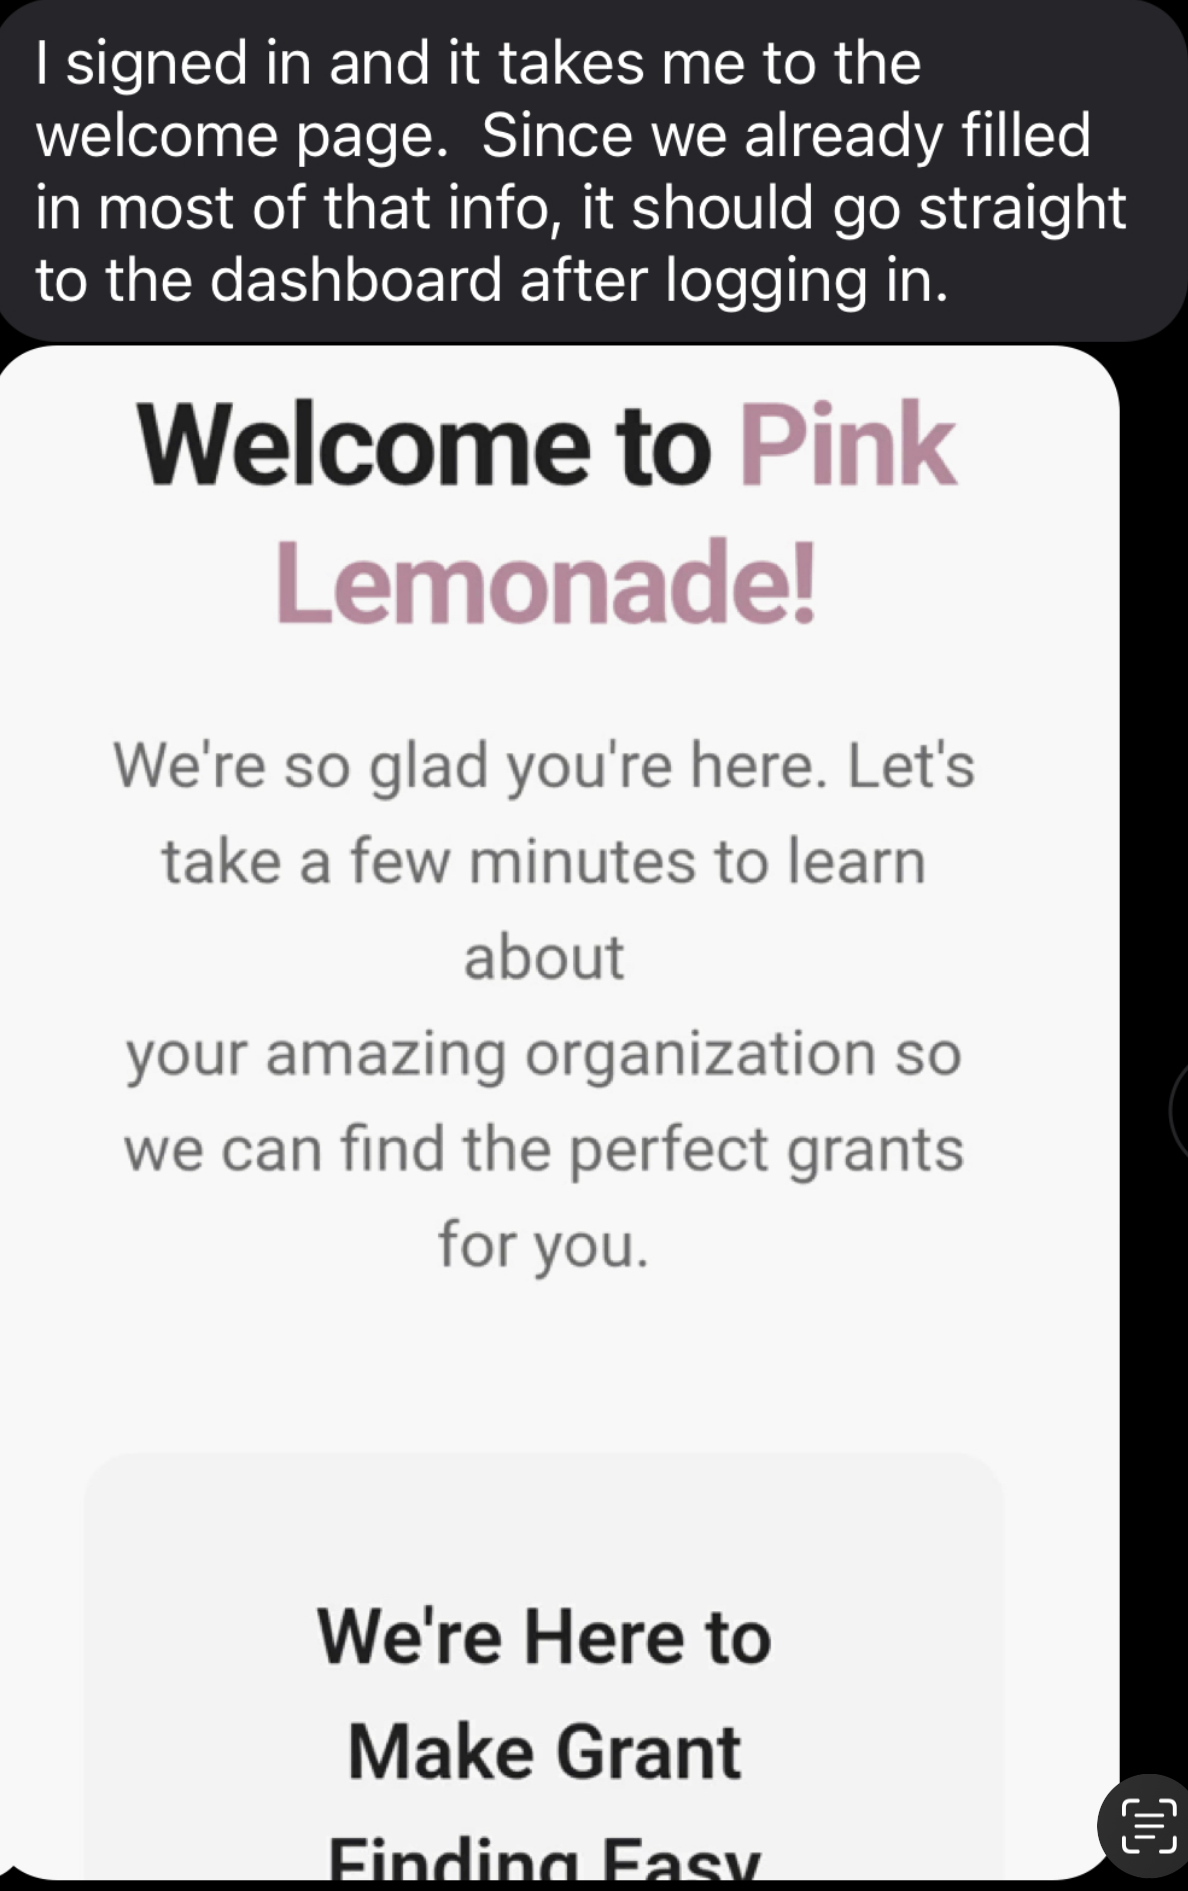 I signed in and it takes me to the
welcome page.  Since we already filled
in most of that info, it should go straight
to the dashboard after logging in.
Welcome to Pink
Lemonade!
We're so glad you're here. Let's
take a few minutes to learn
about
your amazing organization so
we can find the perfect grants
for you.
We're Here to
Make Grant
Finding Easy